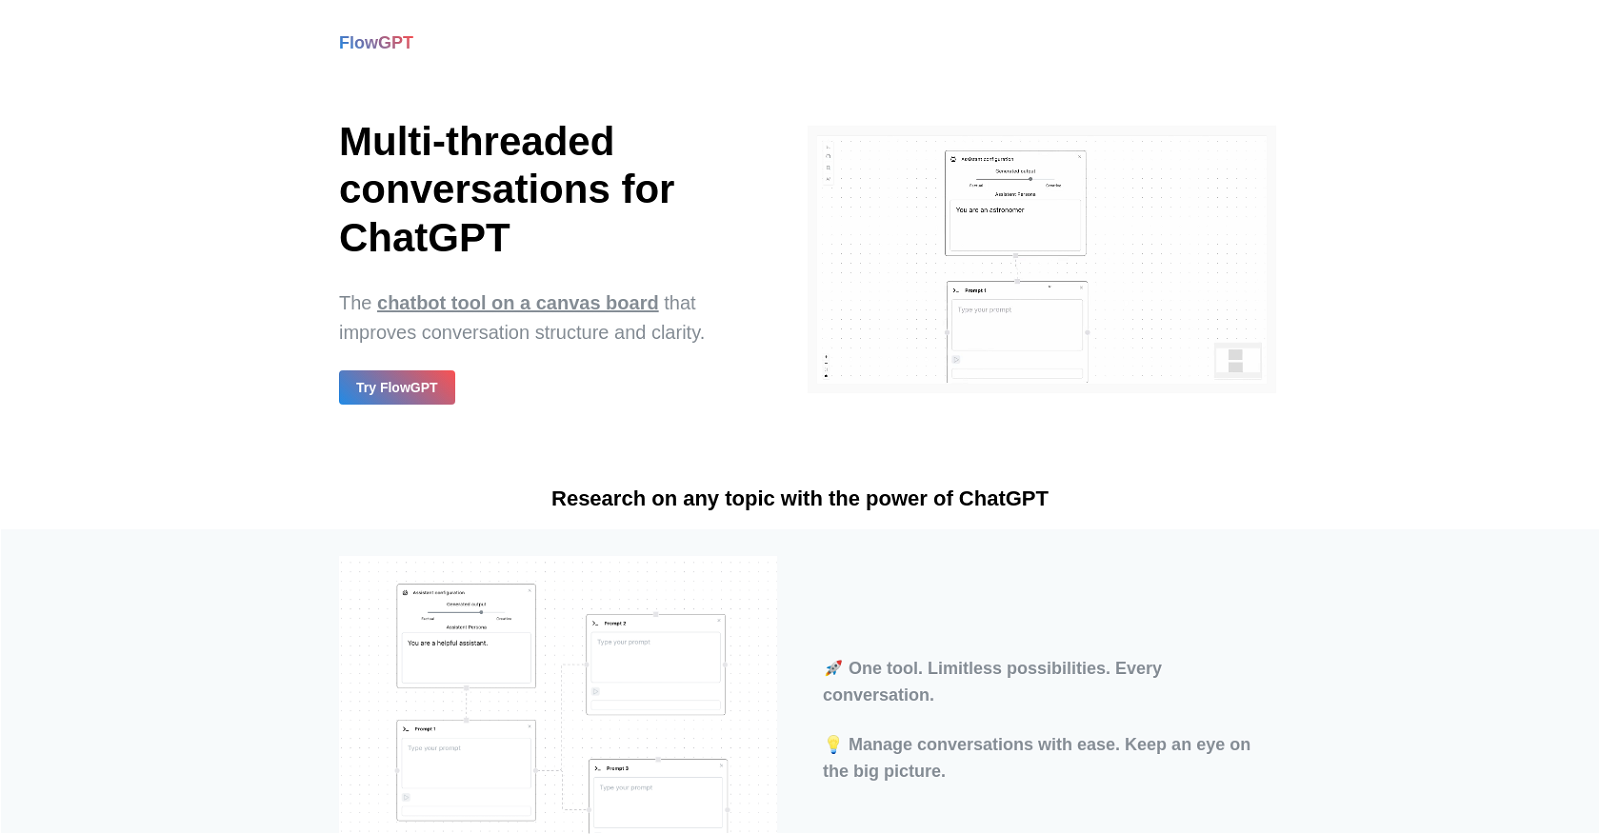 FlowGPT
Multi-threaded
conversations for
ChatGPT
The chatbot tool on a canvas board that
improves conversation structure and clarity.
Try FlowGPT
Assistant configuration
Generated output
Factual Creative
Assistant Persona
You are an astronomer
Prompt 1
Type your prompt
Research on any topic with the power of ChatGPT
Assistant configuration
Generated output
Factual Creative
Assistant Persona
You are a helpful assistant.
Prompt 1
Type your prompt
Prompt 2
Type your prompt
Prompt 3
Type your prompt
🚀 One tool. Limitless possibilities. Every
conversation.
💡 Manage conversations with ease. Keep an eye on
the big picture.